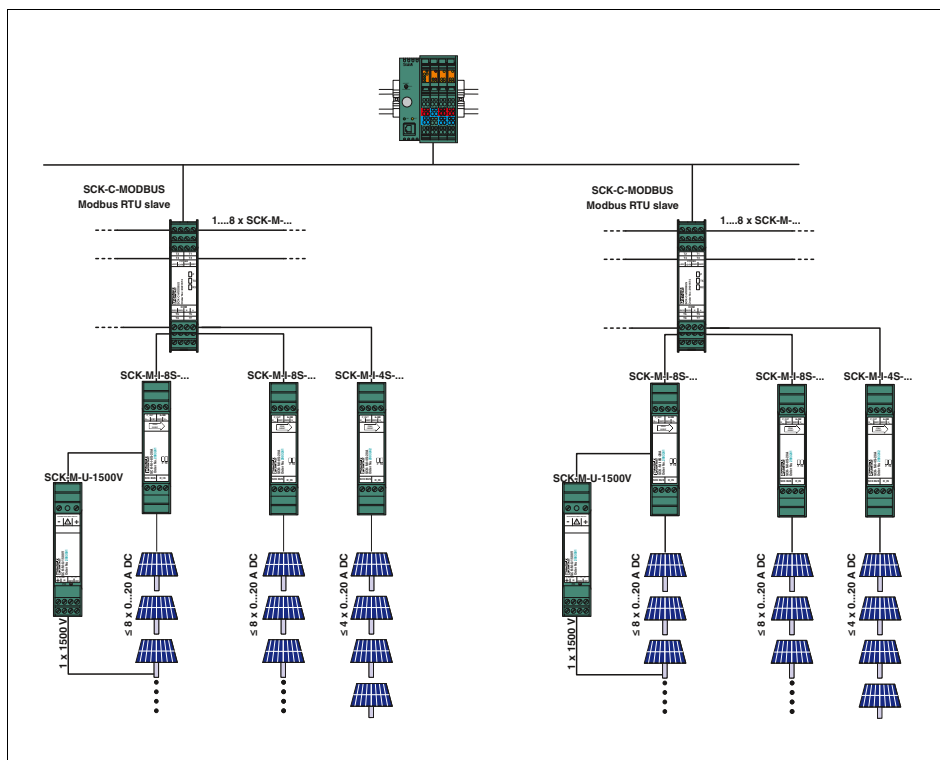 SCK-C-MODBUS
Modbus RTU slave
1....8 x SCK-M-...
SCK-C-MODBUS
Modbus RTU slave
1....8 x SCK-M-...
SCK-M-I-8S-...
SCK-M-I-8S-...
SCK-M-I-4S-...
SCK-M-I-8S-...
SCK-M-I-8S-...
SCK-M-I-4S-...
SCK-M-U-1500V
SCK-M-U-1500V
- +
- +
≤ 8 x 0...20 A DC
≤ 8 x 0...20 A DC
≤ 4 x 0...20 A DC
≤ 8 x 0...20 A DC
≤ 8 x 0...20 A DC
≤ 4 x 0...20 A DC
1 x 1500 V
1 x 1500 V